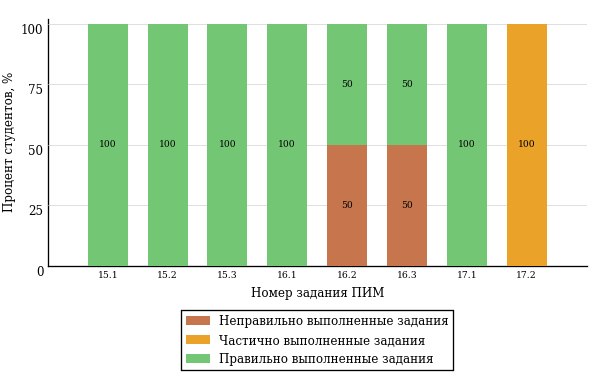 Процент студентов, %
100
75
50
25
0
50 50
100 100 100 100 100 100
50 50
15.1 15.2 15.3 16.1 16.2 16.3 17.1 17.2
Номер задания ПИМ
Неправильно выполненные задания
Частично выполненные задания
Правильно выполненные задания